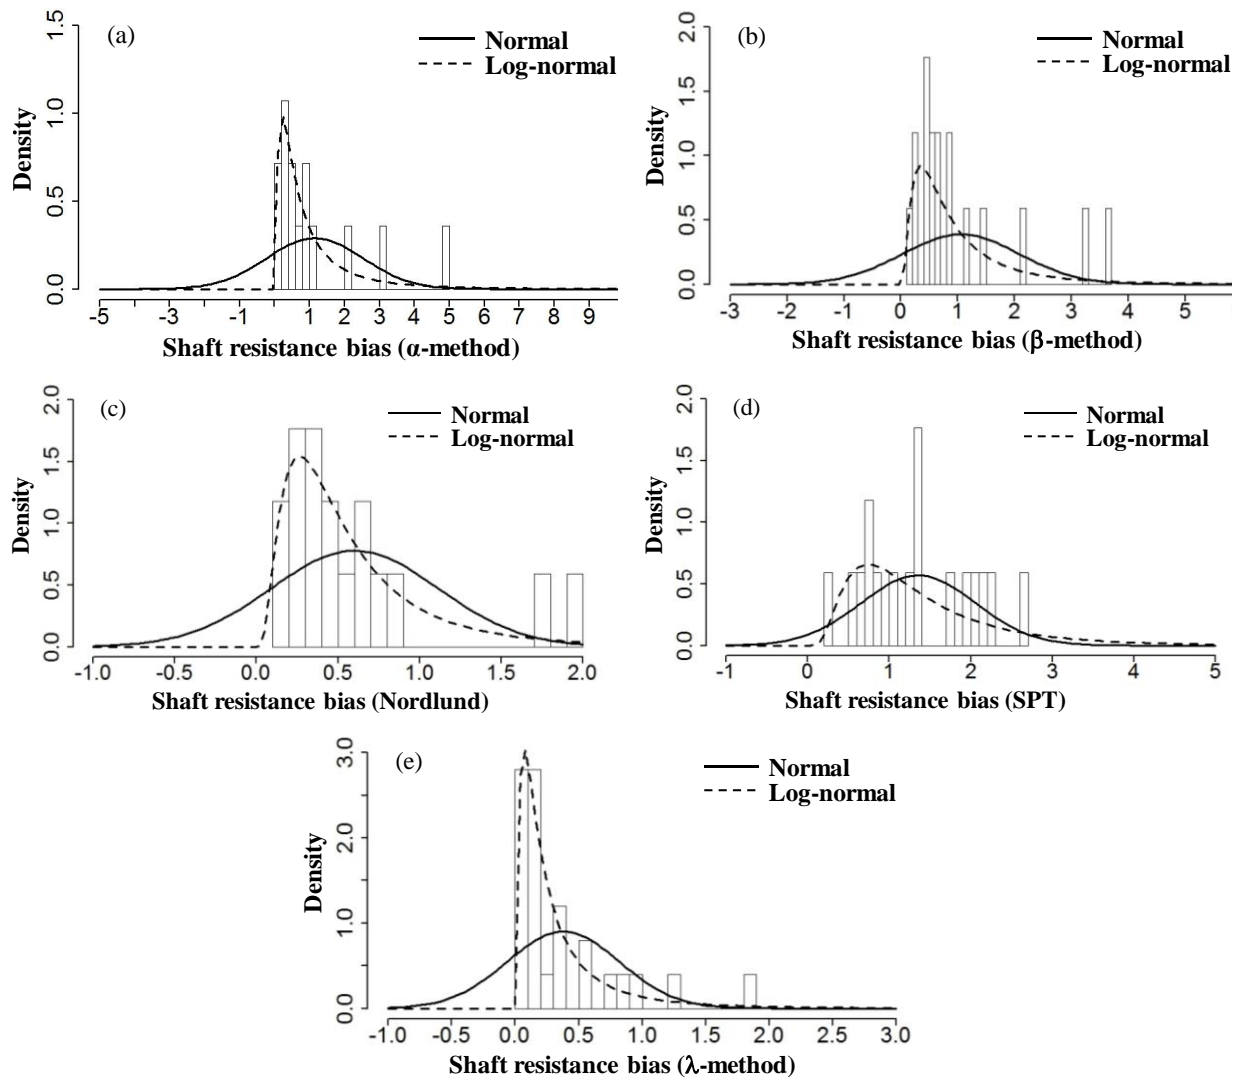 (a)
Normal
Log-normal
Density
1.5
1.0
0.5
0.0
-5 -3 -1 1 2 3 4 5 6 7 8 9
Shaft resistance bias (α-method)
(b)
Normal
Log-normal
Density
2.0
1.5
1.0
0.5
0.0
-3 -2 -1 0 1 2 3 4 5
Shaft resistance bias (β-method)
(c)
Normal
Log-normal
Density
2.0
1.5
1.0
0.5
0.0
-1.0 -0.5 0.0 0.5 1.0 1.5 2.0
Shaft resistance bias (Nordlund)
(d)
Normal
Log-normal
Density
2.0
1.5
1.0
0.5
0.0
-1 0 1 2 3 4 5
Shaft resistance bias (SPT)
(e)
Normal
Log-normal
Density
3.0
2.0
1.0
0.0
-1.0 -0.5 0.0 0.5 1.0 1.5 2.0 2.5 3.0
Shaft resistance bias (λ-method)